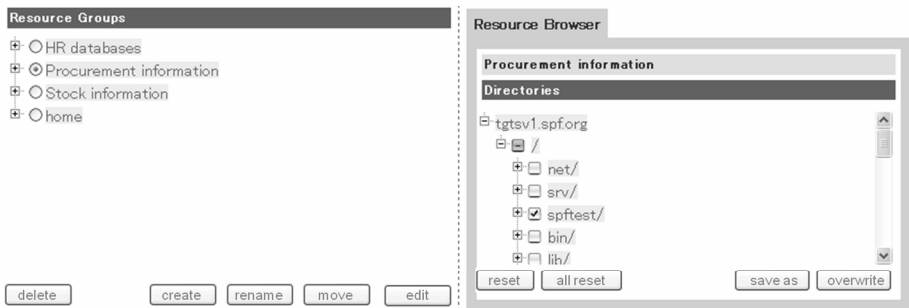 Resource Groups
HR databases
Procurement information
Stock information
home
delete create rename move edit
Resource Browser
Procurement information
Directories
tgtsv1.spf.org
/
net/
srv/
spftest/
bin/
lib/
reset all reset save as overwrite